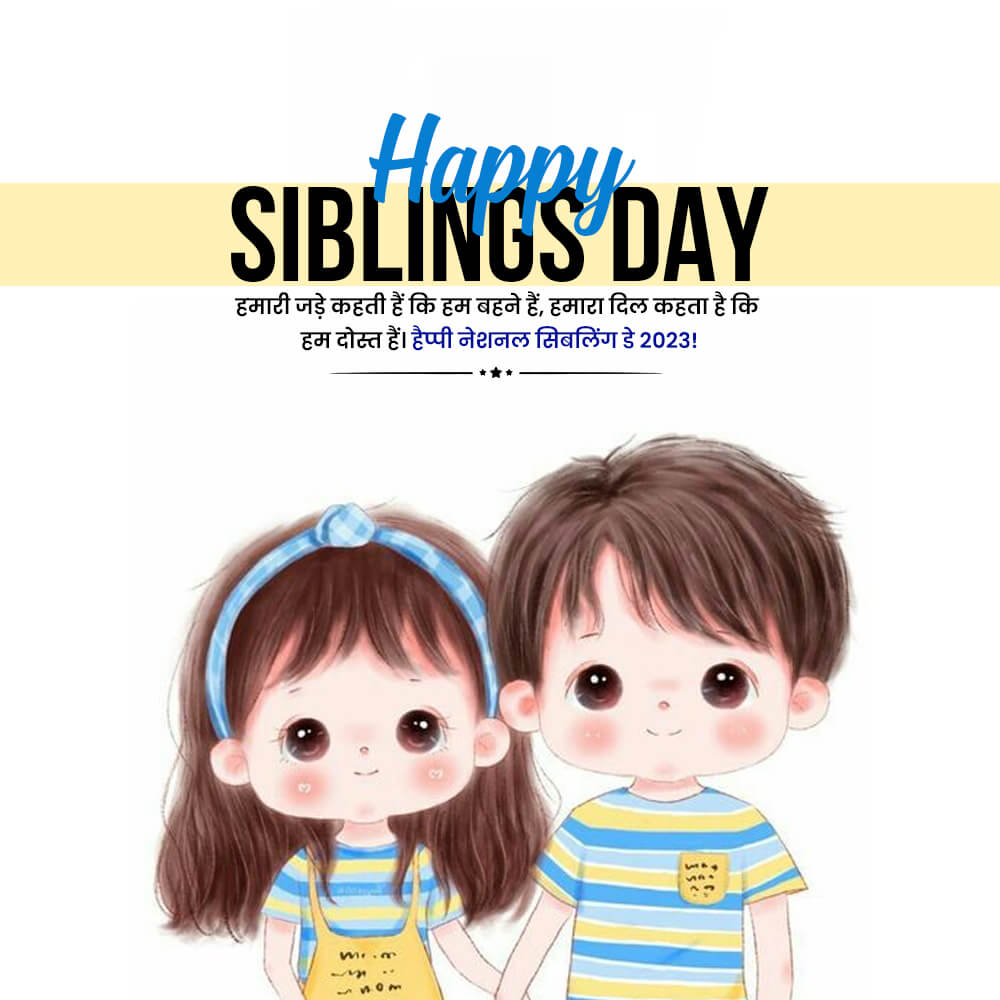 Happy
SIBLINGS DAY
हमारी जड़े कहती हैं कि हम बहने हैं, हमारा दिल कहता है कि
हम दोस्त हैं। हैप्पी नेशनल सिबलिंग डे 2023!